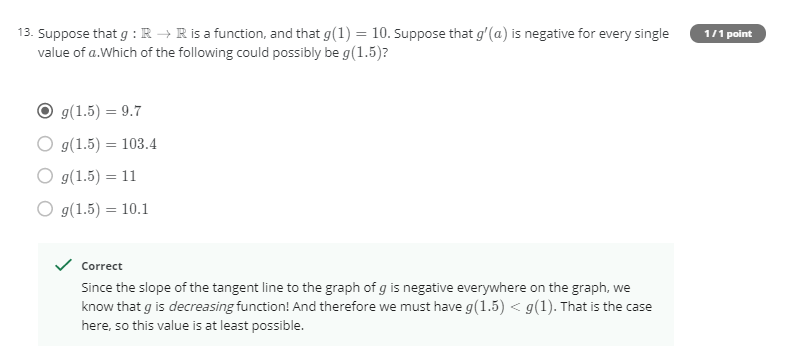 13. Suppose that g : ℝ → ℝ is a function, and that g(1) = 10. Suppose that g′(a) is negative for every single
1 / 1 point
value of a.Which of the following could possibly be g(1.5)?
g(1.5) = 9.7
g(1.5) = 103.4
g(1.5) = 11
g(1.5) = 10.1
Correct
Since the slope of the tangent line to the graph of g is negative everywhere on the graph, we
know that g is decreasing function! And therefore we must have g(1.5) < g(1). That is the case
here, so this value is at least possible.